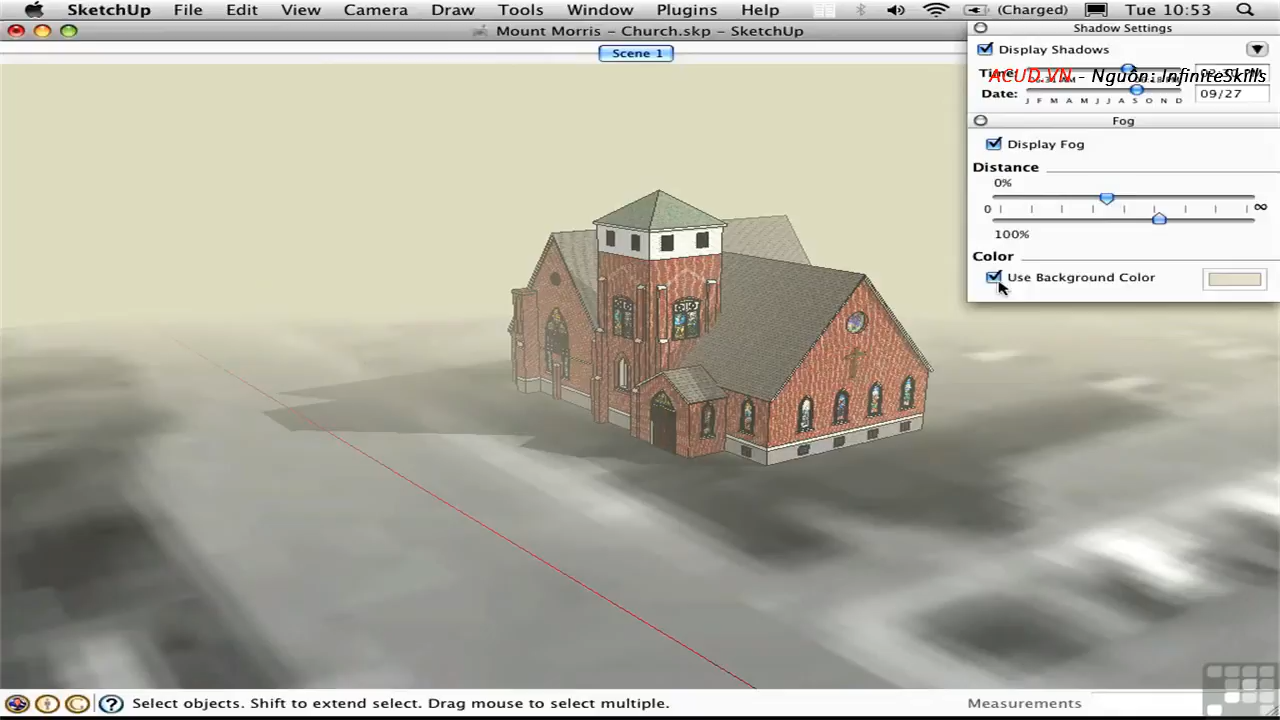 SketchUp File Edit View Camera Draw Tools Window Plugins Help (Charged) Tue 10:53
Mount Morris - Church.skp - SketchUp
Scene 1
Shadow Settings
Display Shadows
Time:
ACUD.VN - Nguồn: InfiniteSkills
Date: J F M A M J J A S O N D 09/27
Fog
Display Fog
Distance
0%
0 ∞
100%
Color
Use Background Color
Select objects. Shift to extend select. Drag mouse to select multiple. Measurements